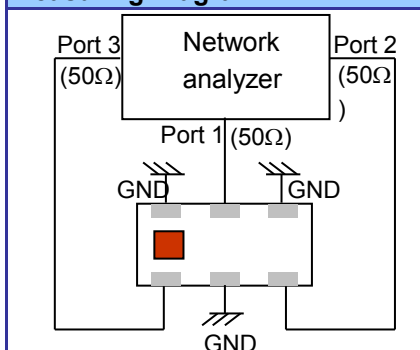 Port 3
Network
analyzer
Port 2
(50Ω)
(50Ω
)
Port 1
(50Ω)
GND
GND
GND